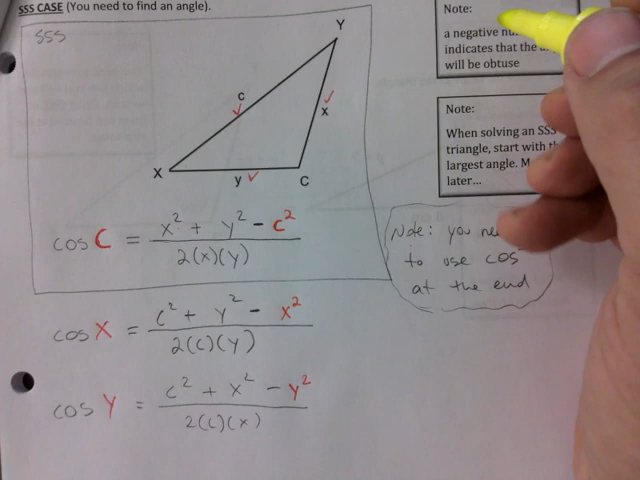 SSS CASE (You need to find an angle).
SSS
Note:
a negative
indicates that the
will be obtuse
Y
c
x
X
y
C
Note:
When solving an SSS
triangle, start with
largest angle.
later...
cos C = x² + y² - c² / 2(x)(y)
Note: you
to use cos
at the end
cos X = c² + y² - x² / 2(c)(y)
cos Y = c² + x² - y² / 2(c)(x)